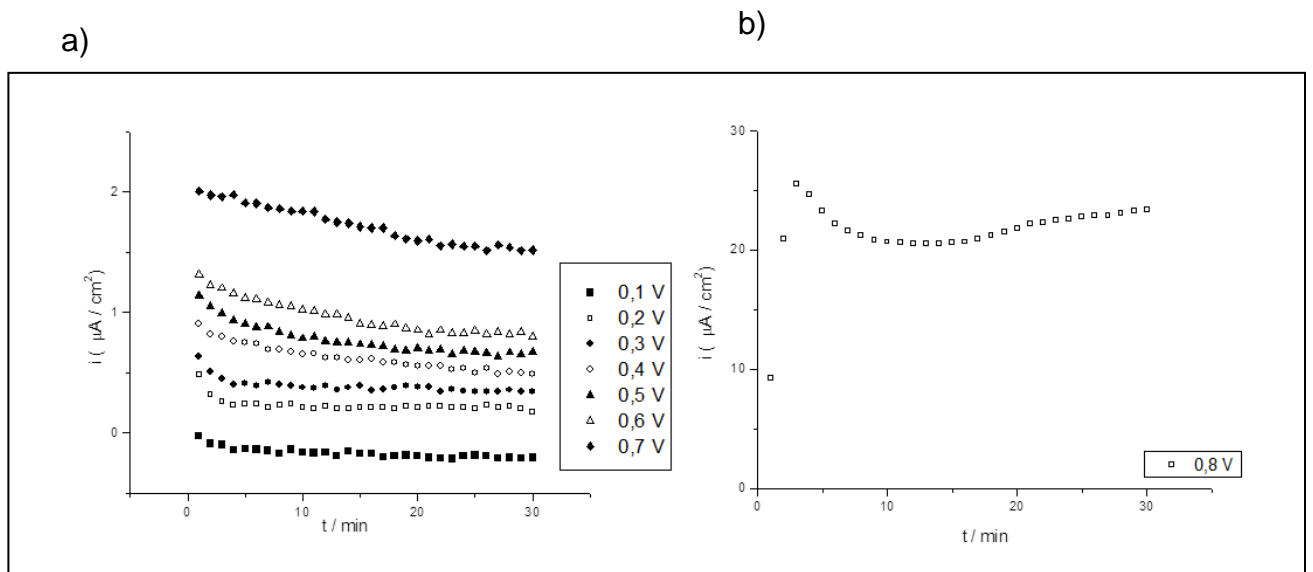 a)
b)
2
1
0
i ( µA / cm²)
0 10 20 30
t / min
0,1 V
0,2 V
0,3 V
0,4 V
0,5 V
0,6 V
0,7 V
30
20
10
0
i ( µA / cm²)
0 10 20 30
t / min
0,8 V